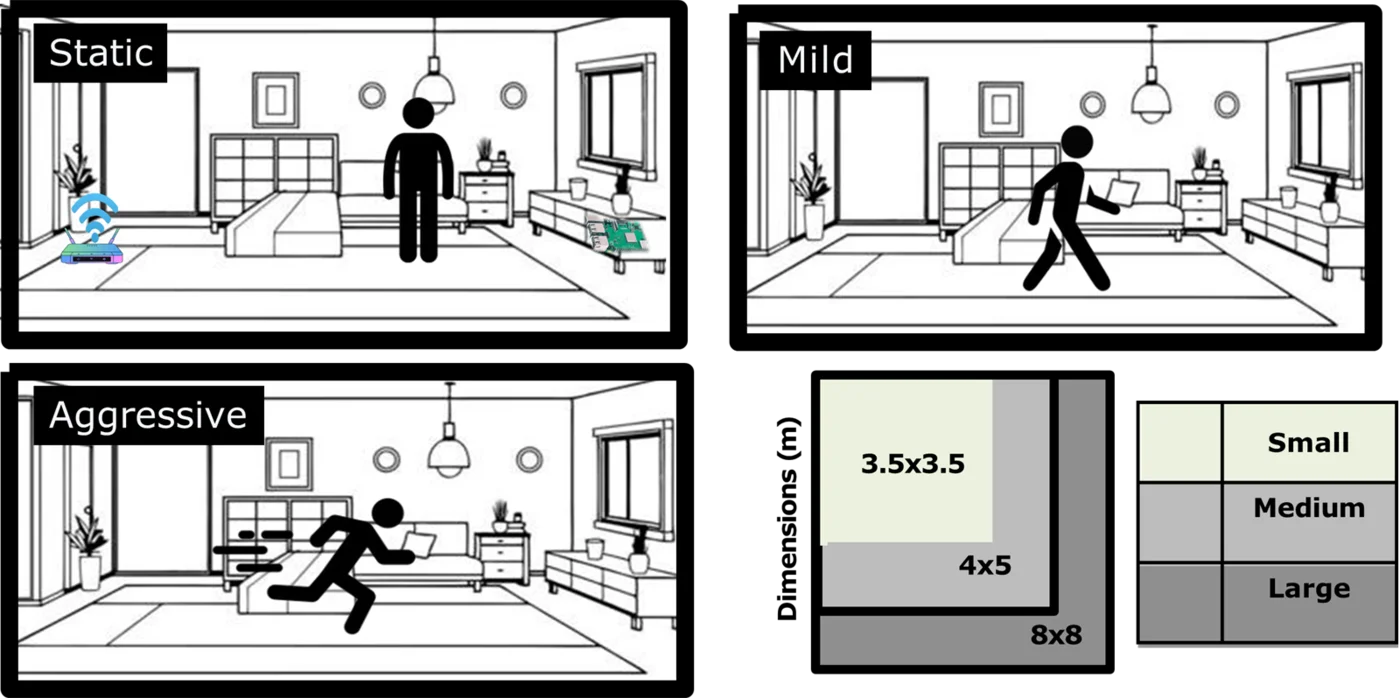 Static
Mild
Aggressive
Dimensions (m)
3.5x3.5
4x5
8x8
Small
Medium
Large